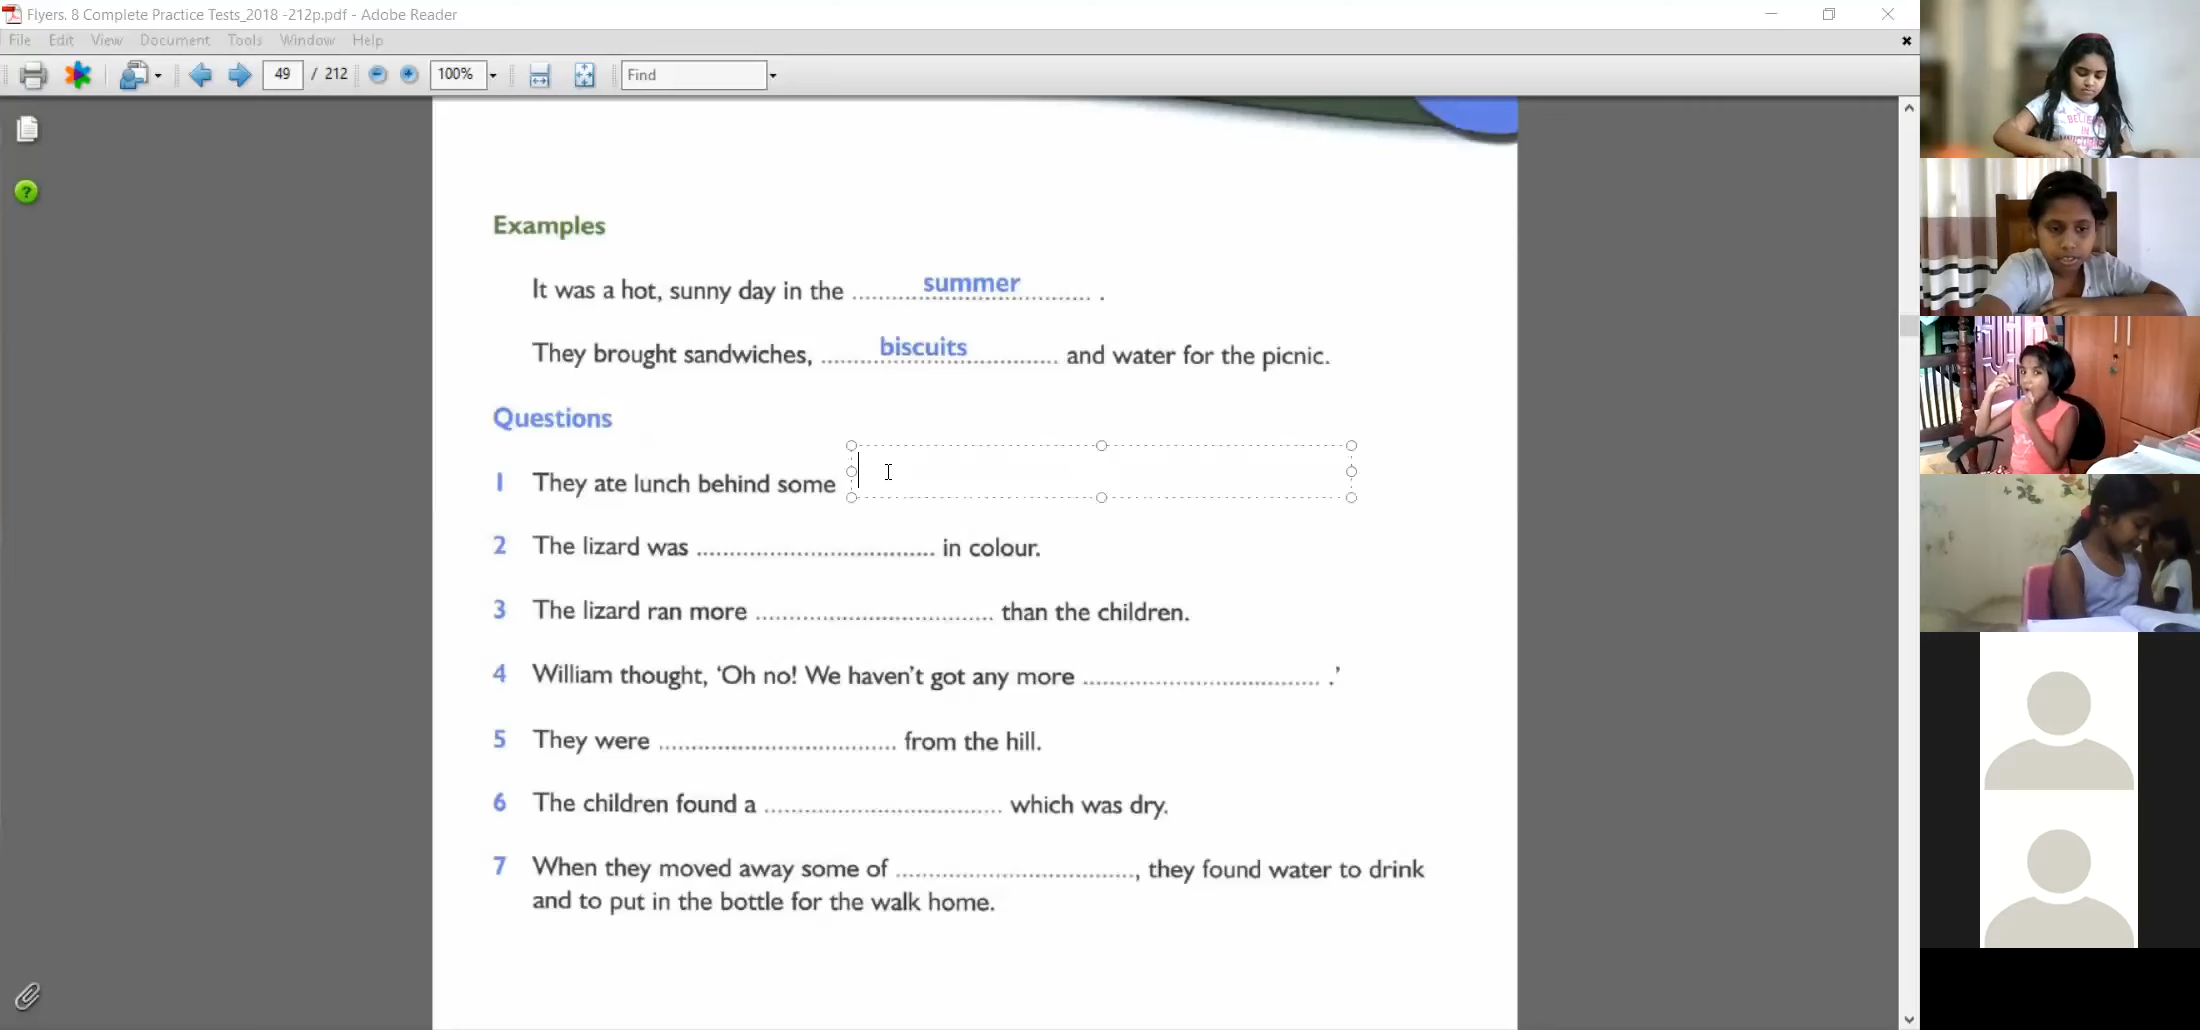 Flyers. 8 Complete Practice Tests_2018 -212p.pdf - Adobe Reader
File Edit View Document Tools Window Help
49 / 212 100% Find
Examples
It was a hot, sunny day in the .................... summer .................... .
They brought sandwiches, .................... biscuits .................... and water for the picnic.
Questions
1 They ate lunch behind some
2 The lizard was .................... in colour.
3 The lizard ran more .................... than the children.
4 William thought, ‘Oh no! We haven’t got any more .................... .’
5 They were .................... from the hill.
6 The children found a .................... which was dry.
7 When they moved away some of ...................., they found water to drink
and to put in the bottle for the walk home.
BELIEVE
IN
UNICORNS